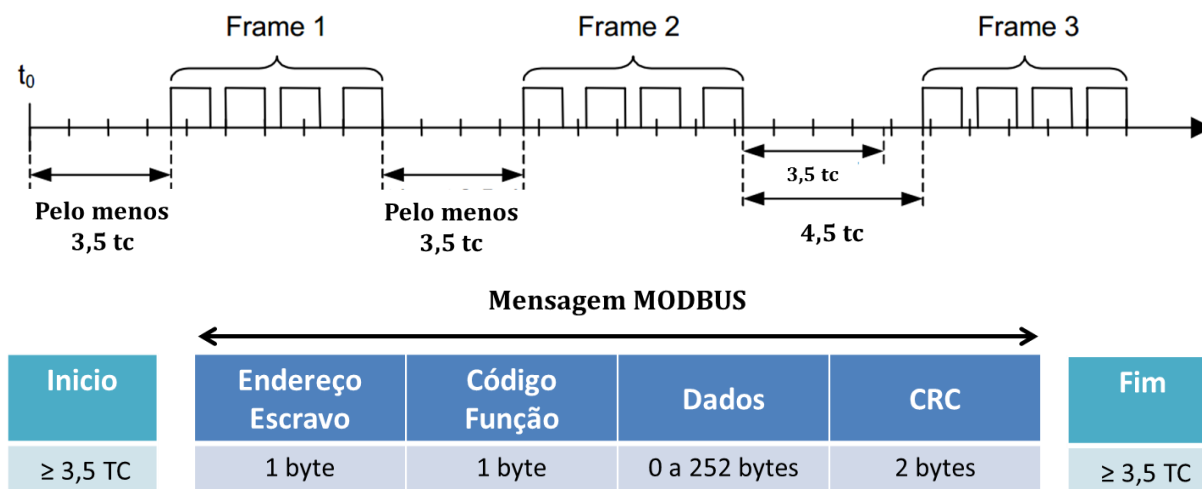 Frame 1
Frame 2
Frame 3
t0
3,5 tc
Pelo menos
3,5 tc
Pelo menos
3,5 tc
4,5 tc
Mensagem MODBUS
Inicio
Endereço
Escravo
Código
Função
Dados
CRC
Fim
≥ 3,5 TC
1 byte
1 byte
0 a 252 bytes
2 bytes
≥ 3,5 TC